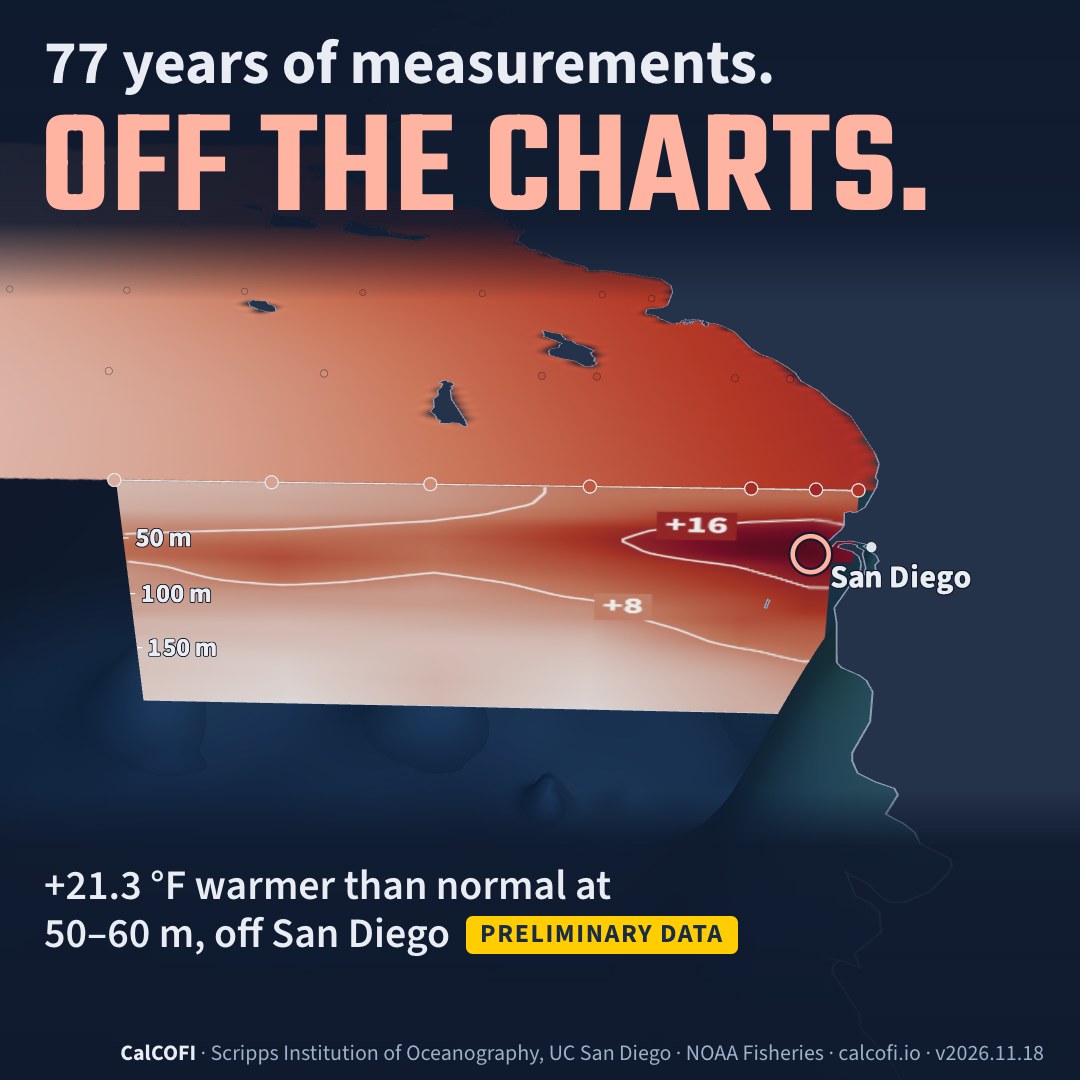 77 years of measurements.
OFF THE CHARTS.
+16
50 m
San Diego
100 m
+8
150 m
+21.3 °F warmer than normal at
50–60 m, off San Diego PRELIMINARY DATA
CalCOFI · Scripps Institution of Oceanography, UC San Diego · NOAA Fisheries · calcofi.io · v2026.11.18